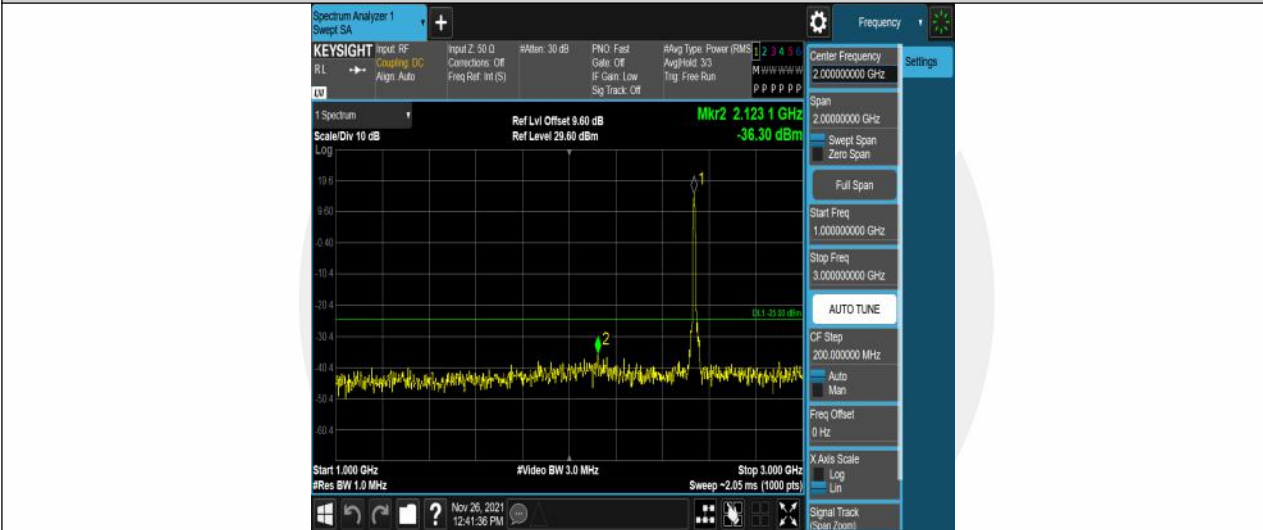 Spectrum Analyzer 1
Swept SA
+
Frequency
KEYSIGHT
RL
LV
Input: RF
Coupling: DC
Align: Auto
Input Z: 50 Ω
Corrections: Off
Freq Ref: Int (S)
#Atten: 30 dB
PNO: Fast
Gate: Off
IF Gain: Low
Sig Track: Off
#Avg Type: Power (RMS
Avg|Hold: 3/3
Trig: Free Run
1 2 3 4 5 6
M W W W W W
P P P P P P
Center Frequency
2.000000000 GHz
Settings
Span
2.00000000 GHz
Swept Span
Zero Span
Full Span
Start Freq
1.000000000 GHz
Stop Freq
3.000000000 GHz
AUTO TUNE
CF Step
200.000000 MHz
Auto
Man
Freq Offset
0 Hz
X Axis Scale
Log
Lin
Signal Track
(Span Zoom)
1 Spectrum
Scale/Div 10 dB
Log
Ref Lvl Offset 9.60 dB
Ref Level 29.60 dBm
Mkr2 2.123 1 GHz
-36.30 dBm
19.6
9.60
-0.40
-10.4
-20.4
-30.4
-40.4
-50.4
-60.4
1
2
DL1 -25.00 dBm
Start 1.000 GHz
#Res BW 1.0 MHz
#Video BW 3.0 MHz
Stop 3.000 GHz
Sweep ~2.05 ms (1000 pts)
?
Nov 26, 2021
12:41:36 PM